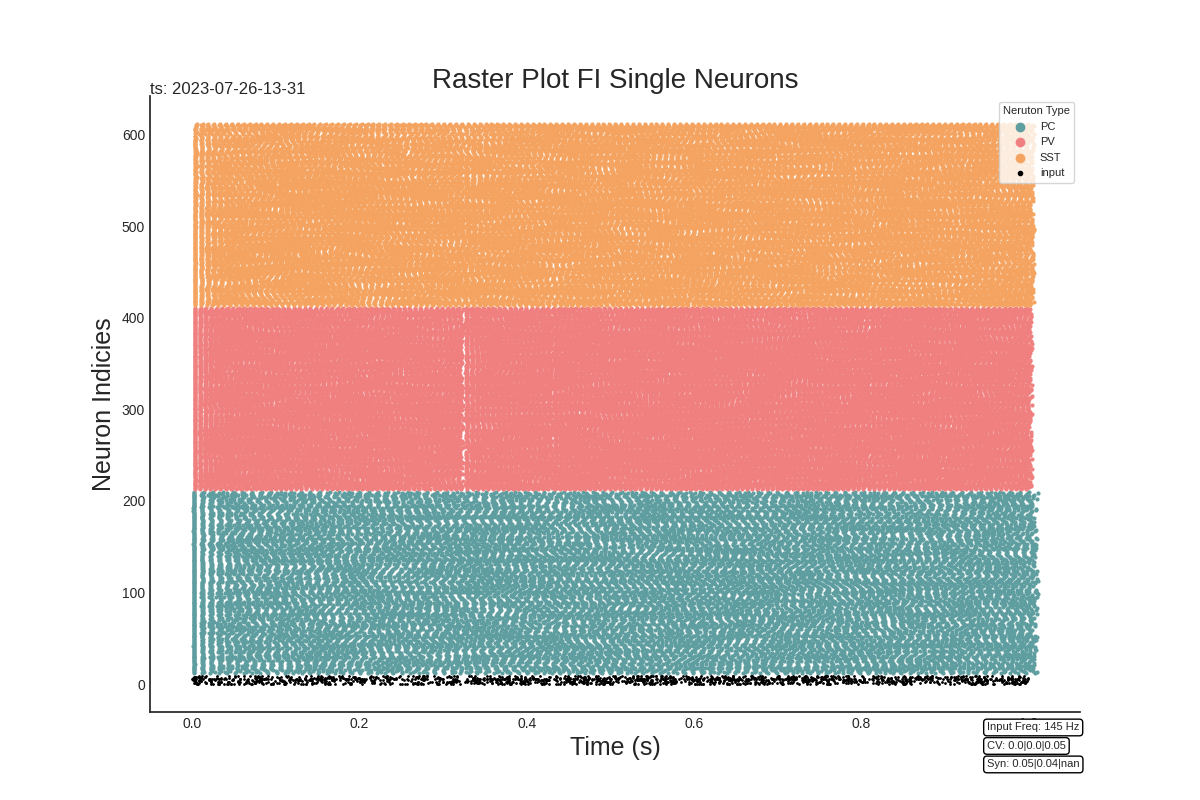 Raster Plot FI Single Neurons
ts: 2023-07-26-13-31
Neruton Type
PC
PV
SST
input
600
500
400
300
200
100
0
Neuron Indicies
0.0 0.2 0.4 0.6 0.8
Time (s)
Input Freq: 145 Hz
CV: 0.0|0.0|0.05
Syn: 0.05|0.04|nan